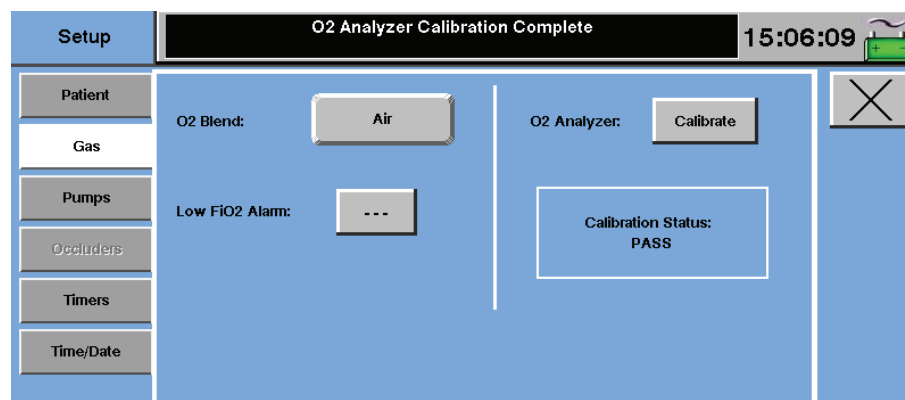 Setup
O2 Analyzer Calibration Complete
15:06:09
+ -
Patient
Gas
Pumps
Occluders
Timers
Time/Date
O2 Blend:
Air
Low FiO2 Alarm:
---
O2 Analyzer:
Calibrate
Calibration Status:
PASS